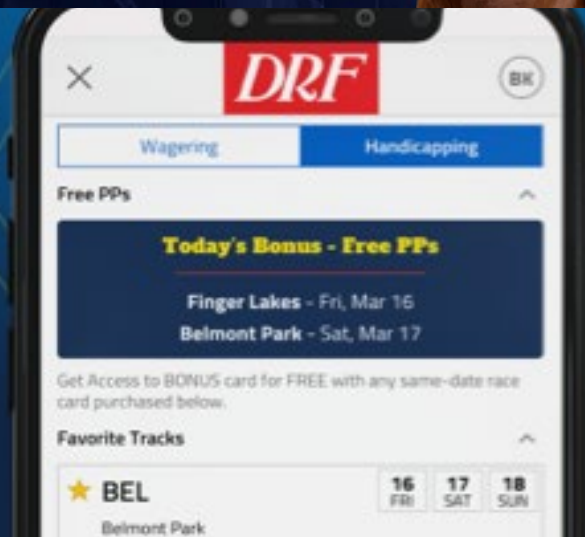 DRF
BK
Wagering
Handicapping
Free PPs
Today's Bonus - Free PPs
Finger Lakes - Fri, Mar 16
Belmont Park - Sat, Mar 17
Get Access to BONUS card for FREE with any same-date race
card purchased below.
Favorite Tracks
BEL
16 17 18
FRI SAT SUN
Belmont Park